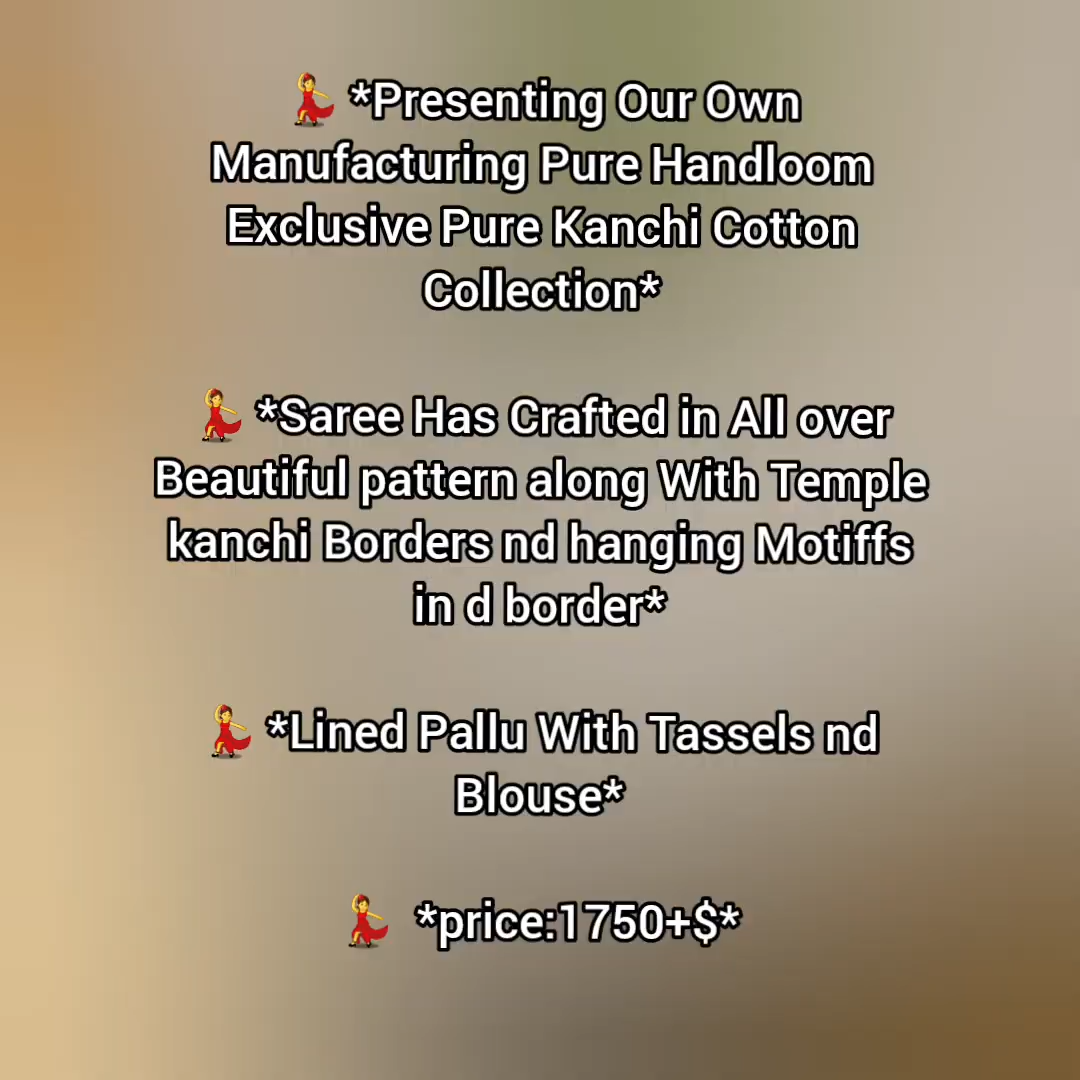 💃 *Presenting Our Own
Manufacturing Pure Handloom
Exclusive Pure Kanchi Cotton
Collection*
💃 *Saree Has Crafted in All over
Beautiful pattern along With Temple
kanchi Borders nd hanging Motiffs
in d border*
💃 *Lined Pallu With Tassels nd
Blouse*
💃 *price:1750+$*